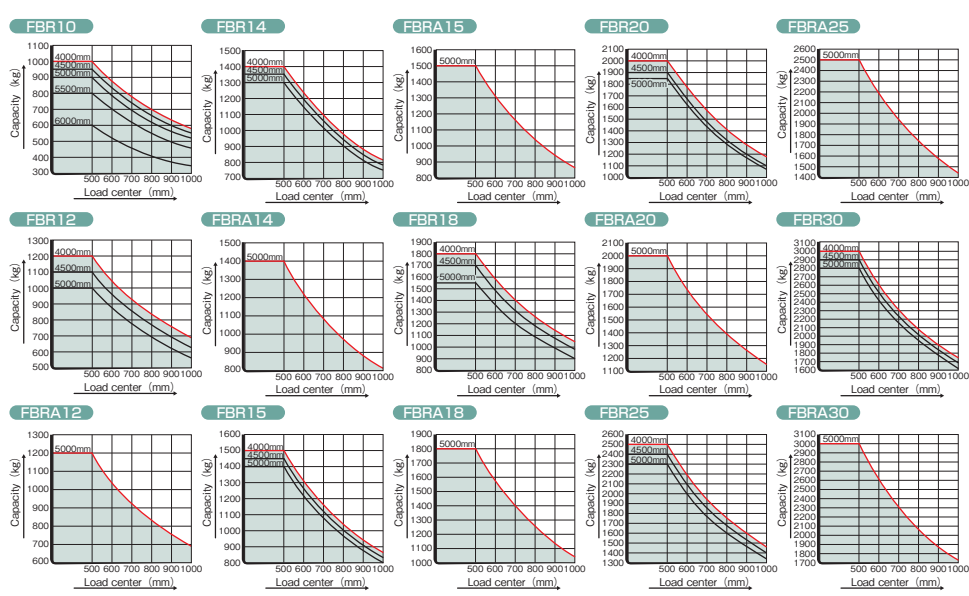 FBR10
Capacity (kg)
1100
1000
900
800
700
600
500
400
300
4000mm
4500mm
5000mm
5500mm
6000mm
500 600 700 800 900 1000
Load center (mm)
FBR14
Capacity (kg)
1500
1400
1300
1200
1100
1000
900
800
700
4000mm
4500mm
5000mm
500 600 700 800 900 1000
Load center (mm)
FBRA15
Capacity (kg)
1600
1500
1400
1300
1200
1100
1000
900
800
5000mm
500 600 700 800 900 1000
Load center (mm)
FBR20
Capacity (kg)
2100
2000
1900
1800
1700
1600
1500
1400
1300
1200
1100
1000
4000mm
4500mm
5000mm
500 600 700 800 900 1000
Load center (mm)
FBRA25
Capacity (kg)
2600
2500
2400
2300
2200
2100
2000
1900
1800
1700
1600
1500
1400
5000mm
500 600 700 800 900 1000
Load center (mm)
FBR12
Capacity (kg)
1300
1200
1100
1000
900
800
700
600
500
4000mm
4500mm
5000mm
500 600 700 800 900 1000
Load center (mm)
FBRA14
Capacity (kg)
1500
1400
1300
1200
1100
1000
900
800
5000mm
500 600 700 800 900 1000
Load center (mm)
FBR18
Capacity (kg)
1900
1800
1700
1600
1500
1400
1300
1200
1100
1000
900
800
4000mm
4500mm
5000mm
500 600 700 800 900 1000
Load center (mm)
FBRA20
Capacity (kg)
2100
2000
1900
1800
1700
1600
1500
1400
1300
1200
1100
5000mm
500 600 700 800 900 1000
Load center (mm)
FBR30
Capacity (kg)
3100
3000
2900
2800
2700
2600
2500
2400
2300
2200
2100
2000
1900
1800
1700
1600
4000mm
4500mm
5000mm
500 600 700 800 900 1000
Load center (mm)
FBRA12
Capacity (kg)
1300
1200
1100
1000
900
800
700
600
5000mm
500 600 700 800 900 1000
Load center (mm)
FBR15
Capacity (kg)
1600
1500
1400
1300
1200
1100
1000
900
800
4000mm
4500mm
5000mm
500 600 700 800 900 1000
Load center (mm)
FBRA18
Capacity (kg)
1900
1800
1700
1600
1500
1400
1300
1200
1100
1000
5000mm
500 600 700 800 900 1000
Load center (mm)
FBR25
Capacity (kg)
2600
2500
2400
2300
2200
2100
2000
1900
1800
1700
1600
1500
1400
1300
4000mm
4500mm
5000mm
500 600 700 800 900 1000
Load center (mm)
FBRA30
Capacity (kg)
3100
3000
2900
2800
2700
2600
2500
2400
2300
2200
2100
2000
1900
1800
1700
5000mm
500 600 700 800 900 1000
Load center (mm)